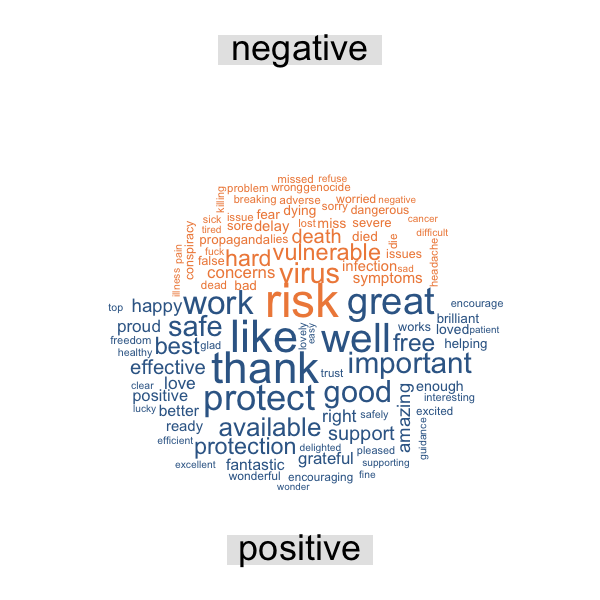 negative
missed refuse
problem wrong genocide
killing breaking adverse worried negative
sorry
dying dangerous
sick issue fear cancer
lost miss severe
tired sore delay difficult
conspiracy propaganda lies death died die
fuck hard vulnerable issues headache
pain false
concerns virus infection sad
illness dead bad symptoms
risk
top happy work great encourage
proud safe like well works brilliant
freedom lovely easy loved patient
healthy best glad free helping
effective thank trust important
clear love enough
positive protect good amazing interesting
lucky better right safely excited
ready available support guidance
efficient protection delighted pleased
excellent fantastic grateful supporting
wonderful encouraging fine
wonder
positive